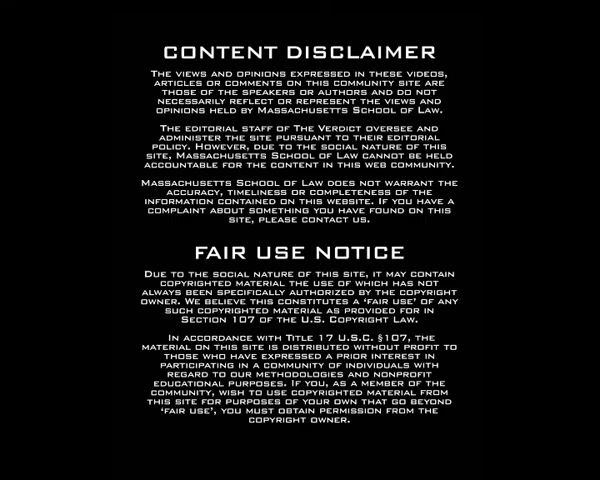 CONTENT DISCLAIMER
THE VIEWS AND OPINIONS EXPRESSED IN THESE VIDEOS,
ARTICLES OR COMMENTS ON THIS COMMUNITY SITE ARE
THOSE OF THE SPEAKERS OR AUTHORS AND DO NOT
NECESSARILY REFLECT OR REPRESENT THE VIEWS AND
OPINIONS HELD BY MASSACHUSETTS SCHOOL OF LAW.
THE EDITORIAL STAFF OF THE VERDICT OVERSEE AND
ADMINISTER THE SITE PURSUANT TO THEIR EDITORIAL
POLICY. HOWEVER, DUE TO THE SOCIAL NATURE OF THIS
SITE, MASSACHUSETTS SCHOOL OF LAW CANNOT BE HELD
ACCOUNTABLE FOR THE CONTENT IN THIS WEB COMMUNITY.
MASSACHUSETTS SCHOOL OF LAW DOES NOT WARRANT THE
ACCURACY, TIMELINESS OR COMPLETENESS OF THE
INFORMATION CONTAINED ON THIS WEBSITE. IF YOU HAVE A
COMPLAINT ABOUT SOMETHING YOU HAVE FOUND ON THIS
SITE, PLEASE CONTACT US.
FAIR USE NOTICE
DUE TO THE SOCIAL NATURE OF THIS SITE, IT MAY CONTAIN
COPYRIGHTED MATERIAL THE USE OF WHICH HAS NOT
ALWAYS BEEN SPECIFICALLY AUTHORIZED BY THE COPYRIGHT
OWNER. WE BELIEVE THIS CONSTITUTES A ‘FAIR USE’ OF ANY
SUCH COPYRIGHTED MATERIAL AS PROVIDED FOR IN
SECTION 107 OF THE U.S. COPYRIGHT LAW.
IN ACCORDANCE WITH TITLE 17 U.S.C. §107, THE
MATERIAL ON THIS SITE IS DISTRIBUTED WITHOUT PROFIT TO
THOSE WHO HAVE EXPRESSED A PRIOR INTEREST IN
PARTICIPATING IN A COMMUNITY OF INDIVIDUALS WITH
REGARD TO OUR METHODOLOGIES AND NONPROFIT
EDUCATIONAL PURPOSES. IF YOU, AS A MEMBER OF THE
COMMUNITY, WISH TO USE COPYRIGHTED MATERIAL FROM
THIS SITE FOR PURPOSES OF YOUR OWN THAT GO BEYOND
‘FAIR USE’, YOU MUST OBTAIN PERMISSION FROM THE
COPYRIGHT OWNER.